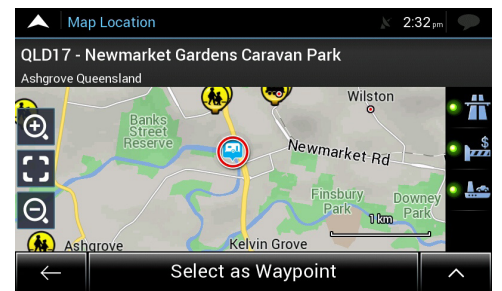 Map Location
2:32 pm
QLD17 - Newmarket Gardens Caravan Park
Ashgrove Queensland
Wilston
Banks
Street
Reserve
Newmarket Rd
$
Finsbury
Park
Downey
Park
1 km
Ashgrove
Kelvin Grove
Select as Waypoint